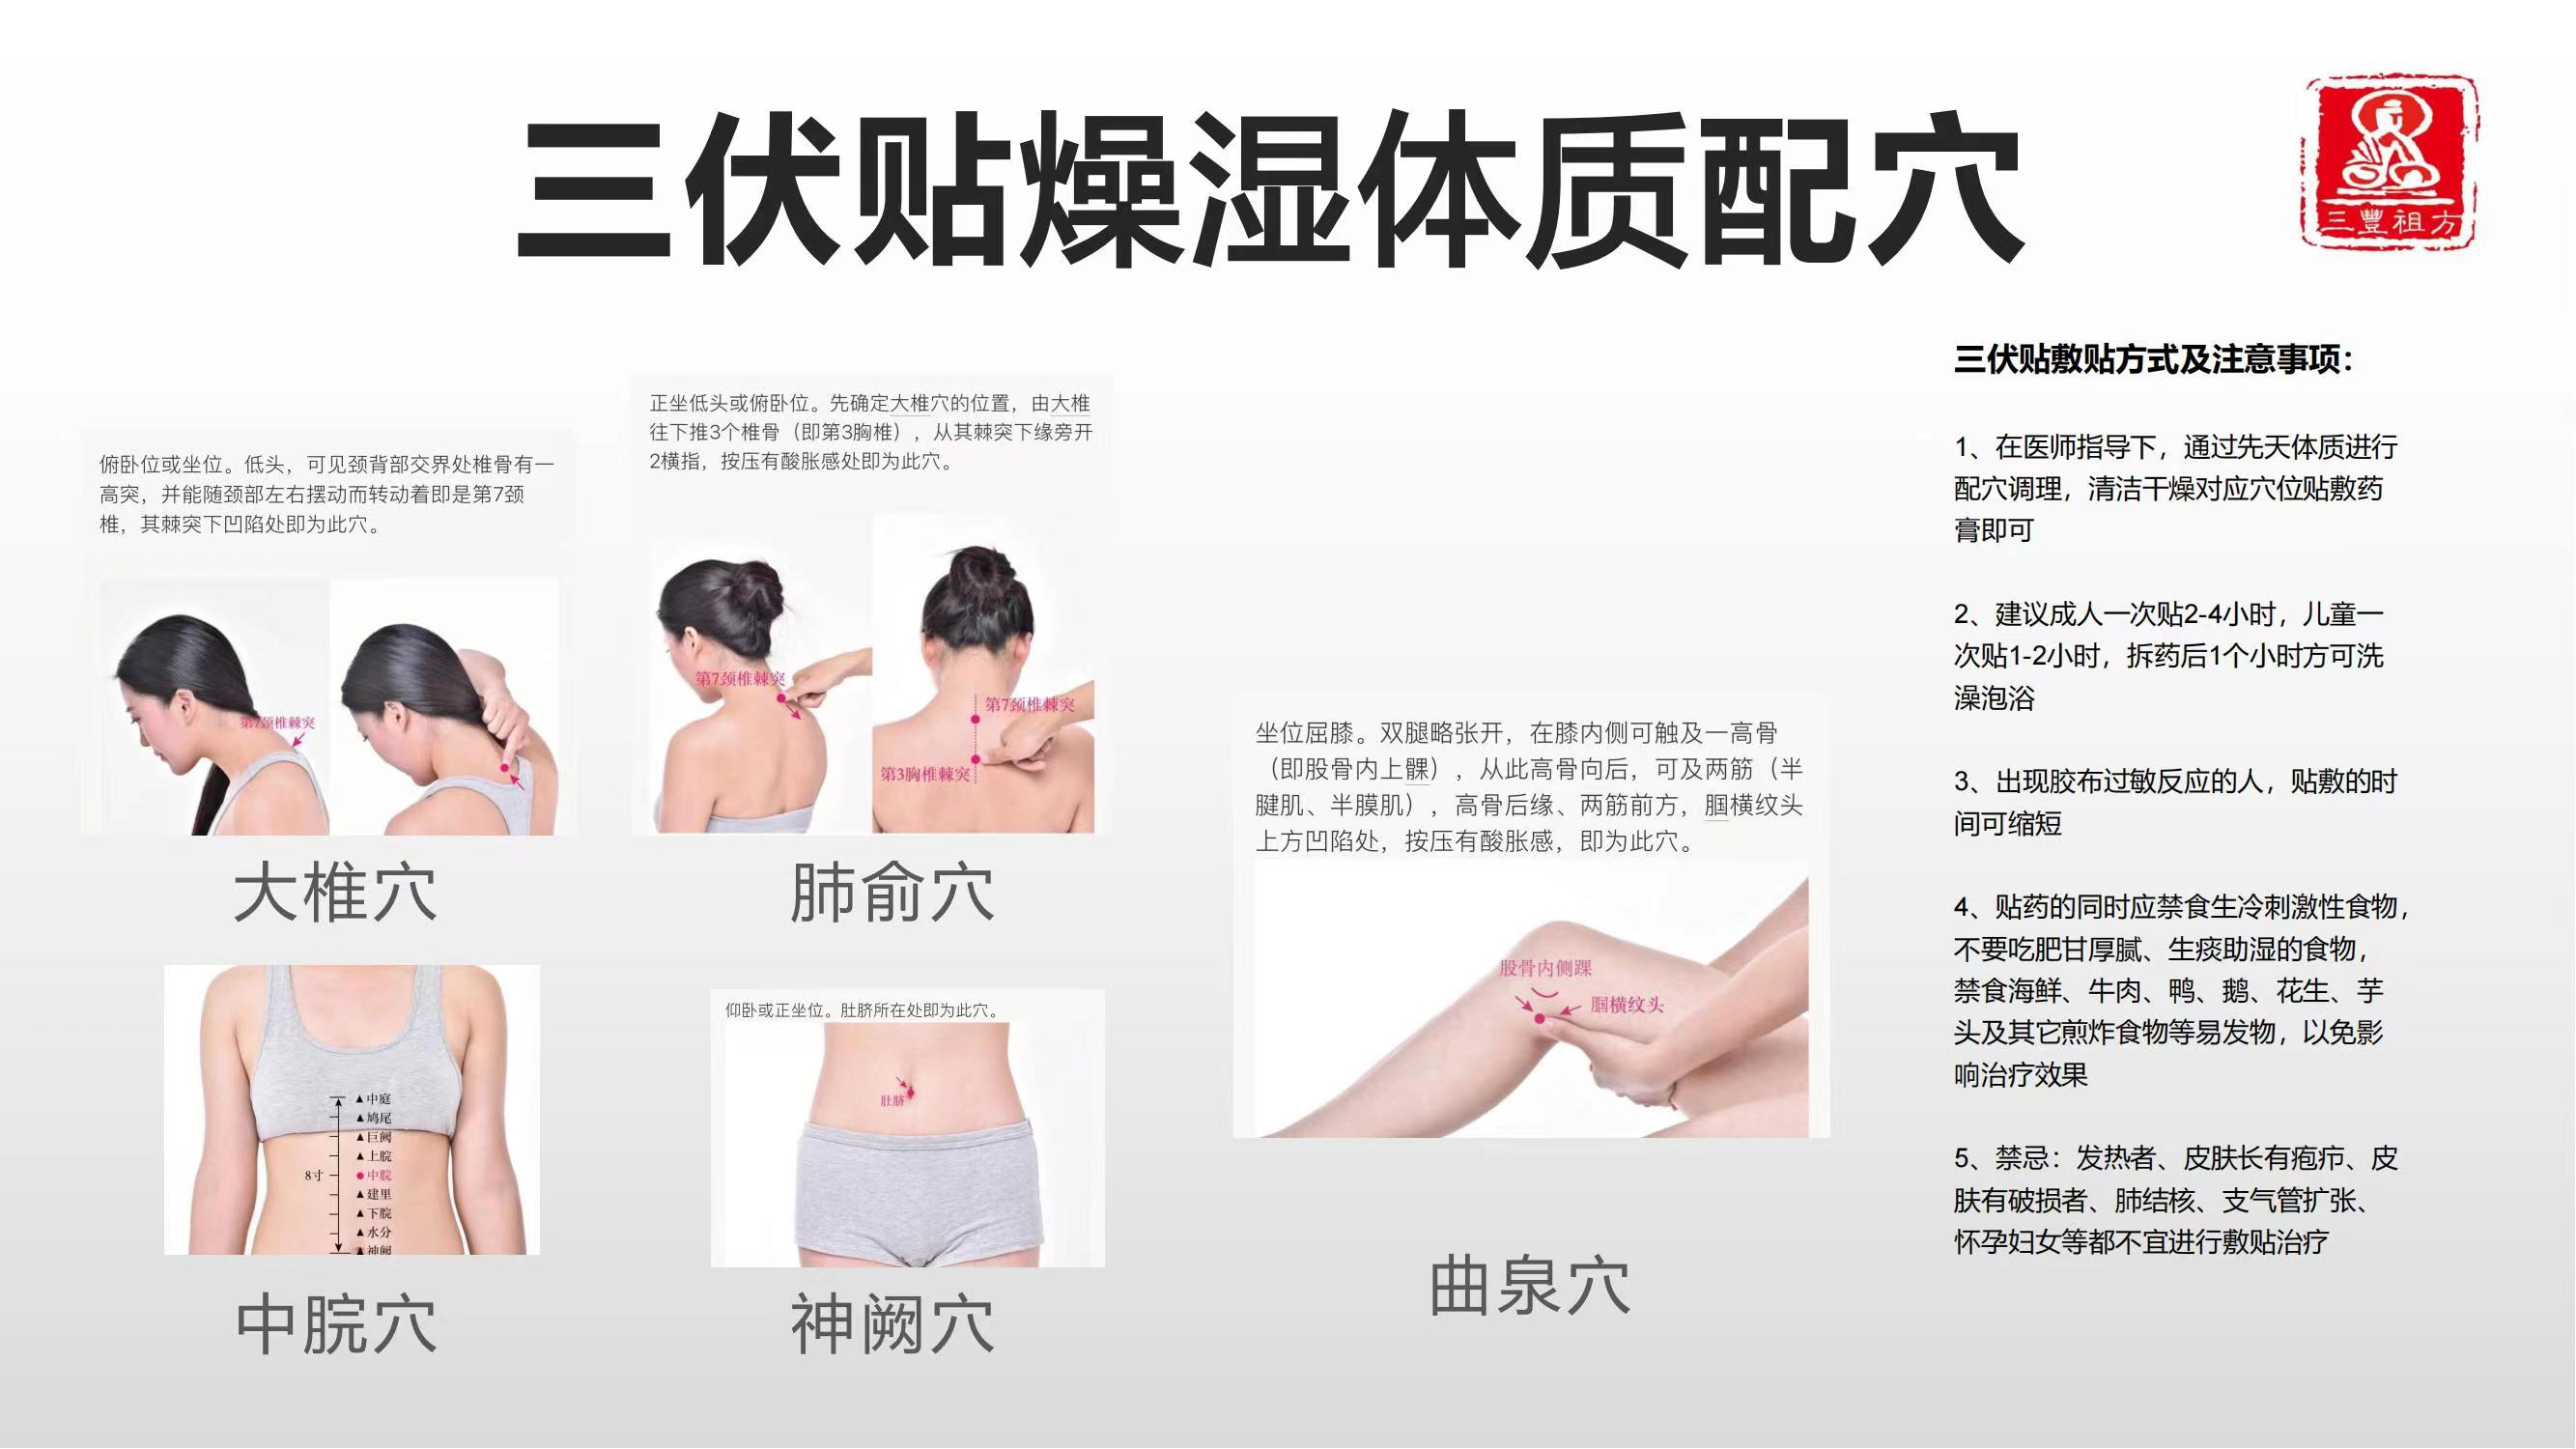 三伏贴燥湿体质配穴
三豐祖方
俯卧位或坐位。低头，可见颈背部交界处椎骨有一
高突，并能随颈部左右摆动而转动着即是第7颈
椎，其棘突下凹陷处即为此穴。
第7颈椎棘突
大椎穴
正坐低头或俯卧位。先确定大椎穴的位置，由大椎
往下推3个椎骨（即第3胸椎），从其棘突下缘旁开
2横指，按压有酸胀感处即为此穴。
第7颈椎棘突
第7颈椎棘突
第3胸椎棘突
肺俞穴
中庭
鸠尾
巨阙
上脘
8寸
中脘
建里
下脘
水分
神阙
中脘穴
仰卧或正坐位。肚脐所在处即为此穴。
肚脐
神阙穴
坐位屈膝。双腿略张开，在膝内侧可触及一高骨
（即股骨内上髁），从此高骨向后，可及两筋（半
腱肌、半膜肌），高骨后缘、两筋前方，腘横纹头
上方凹陷处，按压有酸胀感，即为此穴。
股骨内侧踝
腘横纹头
曲泉穴
三伏贴敷贴方式及注意事项：
1、在医师指导下，通过先天体质进行
配穴调理，清洁干燥对应穴位贴敷药
膏即可
2、建议成人一次贴2-4小时，儿童一
次贴1-2小时，拆药后1个小时方可洗
澡泡浴
3、出现胶布过敏反应的人，贴敷的时
间可缩短
4、贴药的同时应禁食生冷刺激性食物，
不要吃肥甘厚腻、生痰助湿的食物，
禁食海鲜、牛肉、鸭、鹅、花生、芋
头及其它煎炸食物等易发物，以免影
响治疗效果
5、禁忌：发热者、皮肤长有疱疖、皮
肤有破损者、肺结核、支气管扩张、
怀孕妇女等都不宜进行敷贴治疗